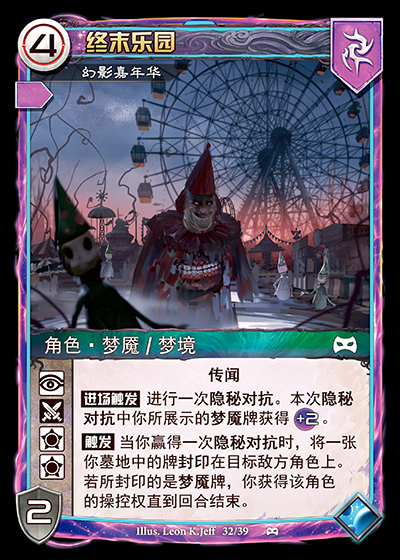 4
终末乐园
幻影嘉年华
角色·梦魇/梦境
传闻
进场触发 进行一次隐秘对抗。本次隐秘
对抗中你所展示的梦魇牌获得 +2。
触发 当你赢得一次隐秘对抗时，将一张
你墓地中的牌封印在目标敌方角色上。
若所封印的是梦魇牌，你获得该角色
的操控权直到回合结束。
2
Illus. Leon K.Jeff 32/39